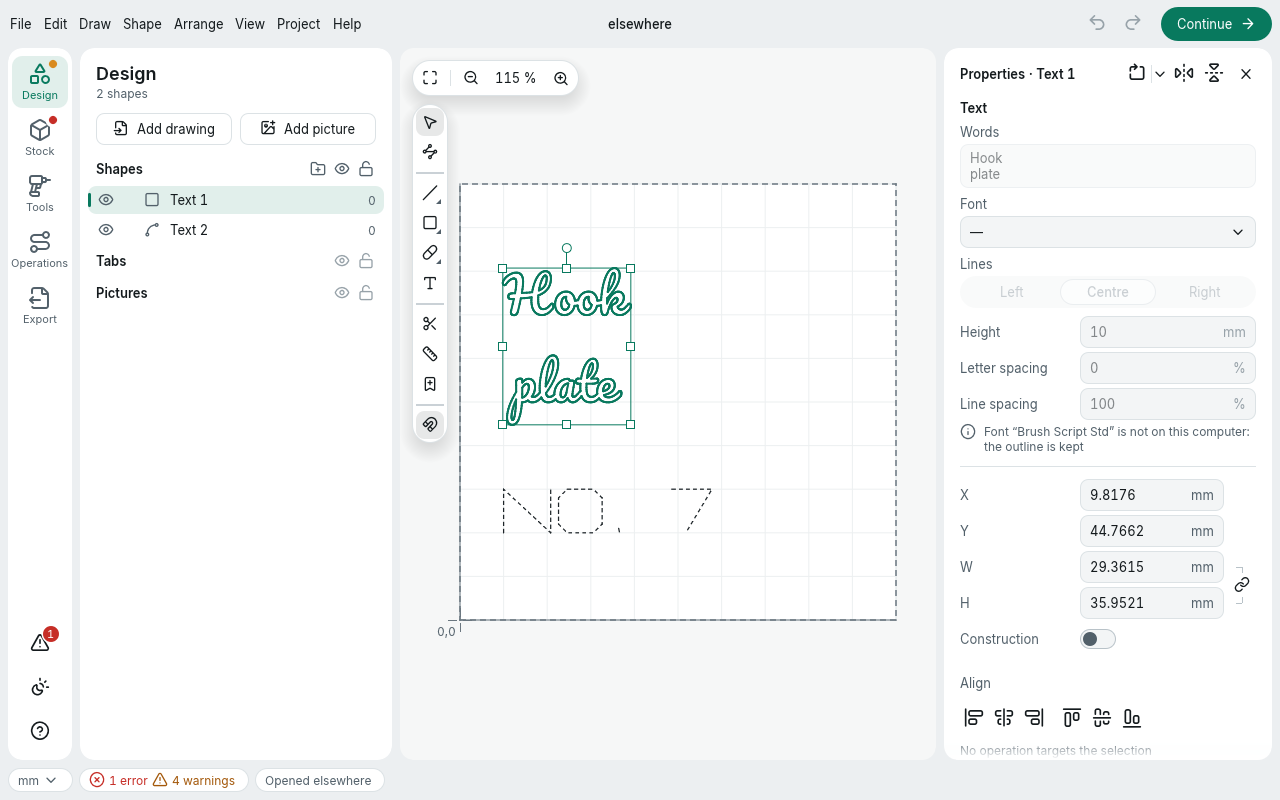 File Edit Draw Shape Arrange View Project Help
elsewhere
Continue
Design
Stock
Tools
Operations
Export
1
Design
2 shapes
Add drawing
Add picture
Shapes
Text 1 0
Text 2 0
Tabs
Pictures
115 %
Hook
plate
NO. 7
0,0
Properties · Text 1
Text
Words
Hook
plate
Font
—
Lines
Left Centre Right
Height 10 mm
Letter spacing 0 %
Line spacing 100 %
Font “Brush Script Std” is not on this computer:
the outline is kept
X 9.8176 mm
Y 44.7662 mm
W 29.3615 mm
H 35.9521 mm
Construction
Align
No operation targets the selection
mm
1 error 4 warnings
Opened elsewhere